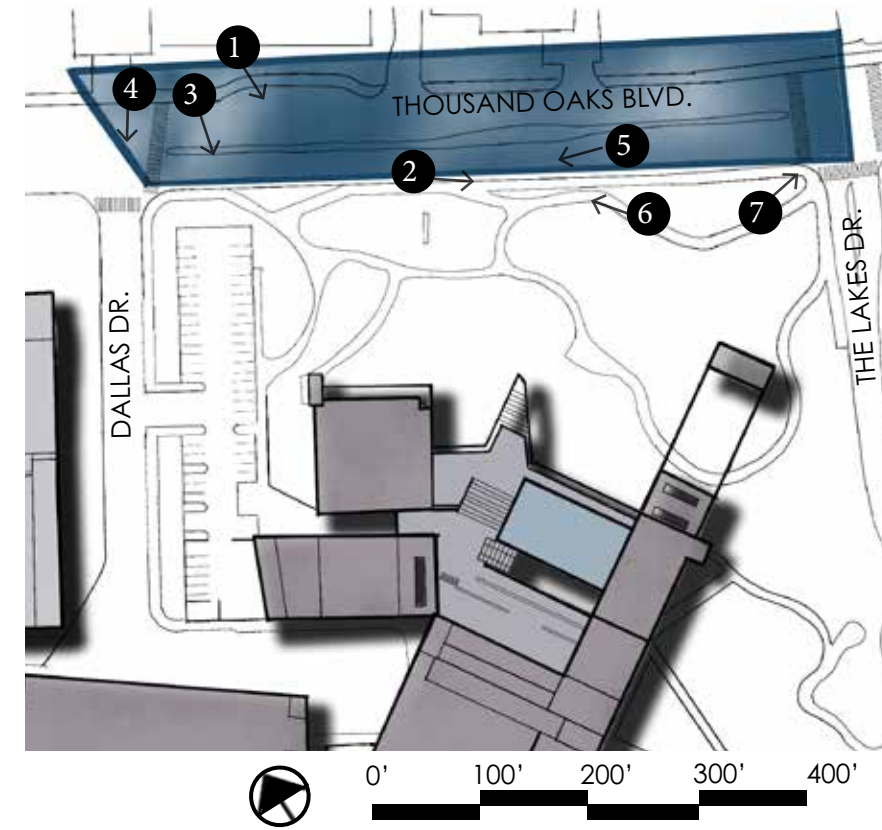 1
4
3
THOUSAND OAKS BLVD.
5
2
6
7
DALLAS DR.
THE LAKES DR.
0' 100' 200' 300' 400'